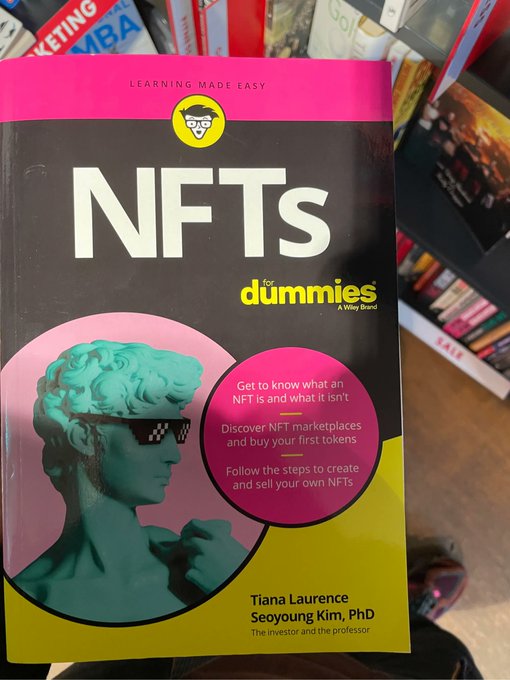 KETING
MBA
Gol
LEARNING MADE EASY
NFTs
for
dummies®
A Wiley Brand
Get to know what an
NFT is and what it isn't
Discover NFT marketplaces
and buy your first tokens
Follow the steps to create
and sell your own NFTs
SALE
Tiana Laurence
Seoyoung Kim, PhD
The investor and the professor